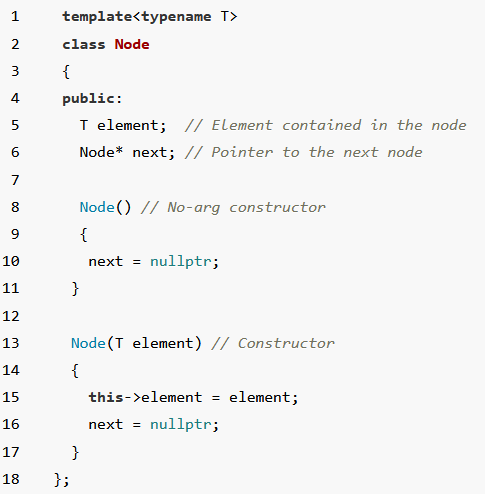 1 template<typename T>
2 class Node
3 {
4 public:
5 T element; // Element contained in the node
6 Node* next; // Pointer to the next node
7
8 Node() // No-arg constructor
9 {
10 next = nullptr;
11 }
12
13 Node(T element) // Constructor
14 {
15 this->element = element;
16 next = nullptr;
17 }
18 };